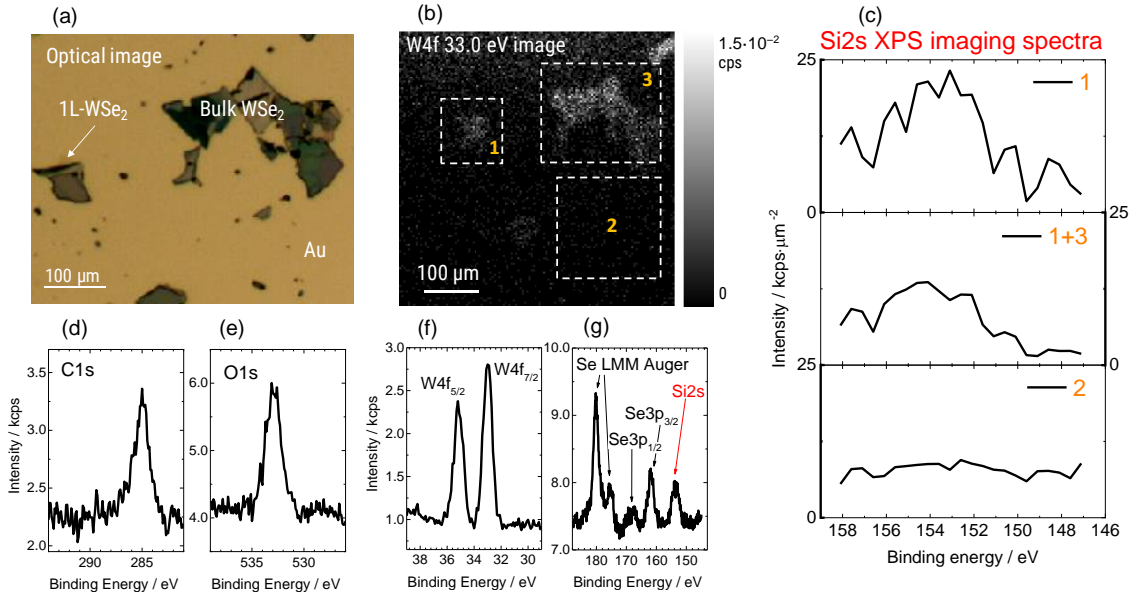 (a)
Optical image
1L-WSe₂
Bulk WSe₂
Au
100 µm
(b)
W4f 33.0 eV image
1
2
3
100 µm
1.5·10⁻²
cps
0
(c)
Si2s XPS imaging spectra
25
1
0
25
1+3
25
0
2
0
158 156 154 152 150 148 146
Intensity / kcps·µm⁻²
Binding energy / eV
(d)
C1s
3.5
3.0
2.5
2.0
290 285
Intensity / kcps
Binding Energy / eV
(e)
O1s
6.0
5.0
4.0
535 530
Binding Energy / eV
(f)
W4f₅/₂
W4f₇/₂
3.0
2.5
2.0
1.5
1.0
38 36 34 32 30
Intensity / kcps
Binding Energy / eV
(g)
Se LMM Auger
Se3p₁/₂
Se3p₃/₂
Si2s
9.0
8.0
7.0
180 170 160 150
Binding Energy / eV